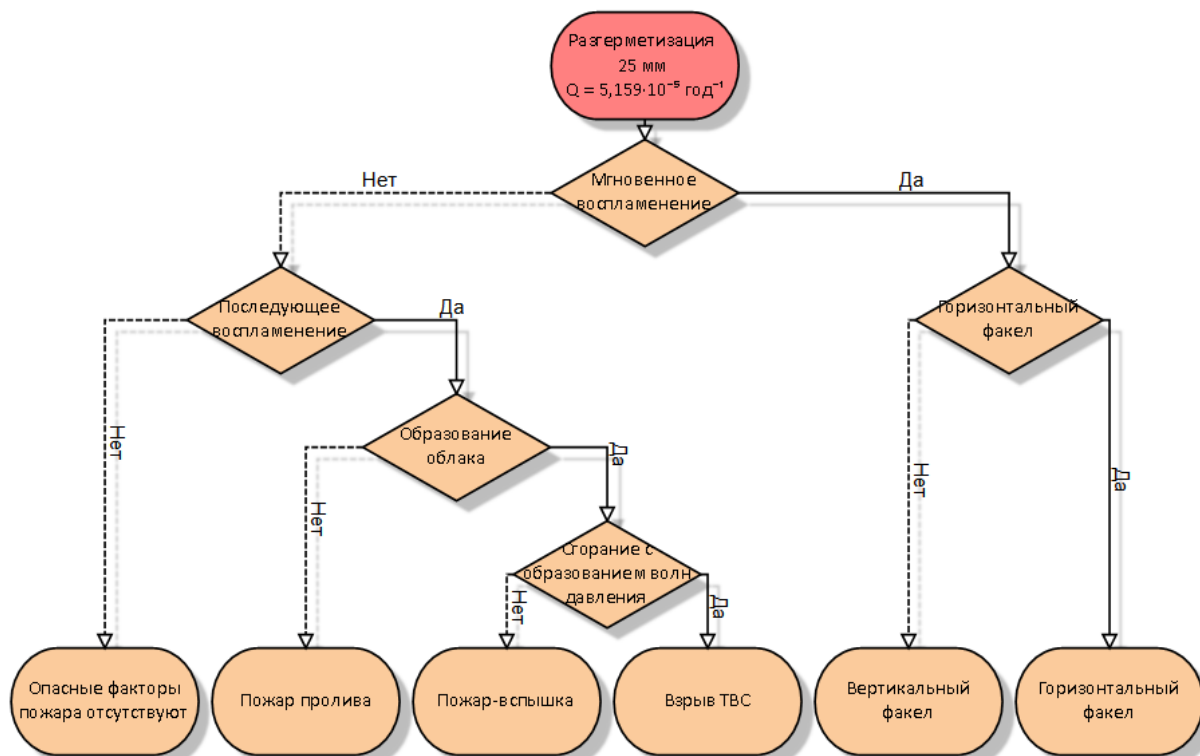 Разгерметизация
25 мм
Q = 5,159·10⁻⁵ год⁻¹
Мгновенное
воспламенение
Нет
Да
Последующее
воспламенение
Да
Горизонтальный
факел
Нет
Образование
облака
Нет
Да
Нет
Да
Сгорание с
образованием волн
давления
Нет
Да
Опасные факторы
пожара отсутствуют
Пожар пролива
Пожар-вспышка
Взрыв ТВС
Вертикальный
факел
Горизонтальный
факел